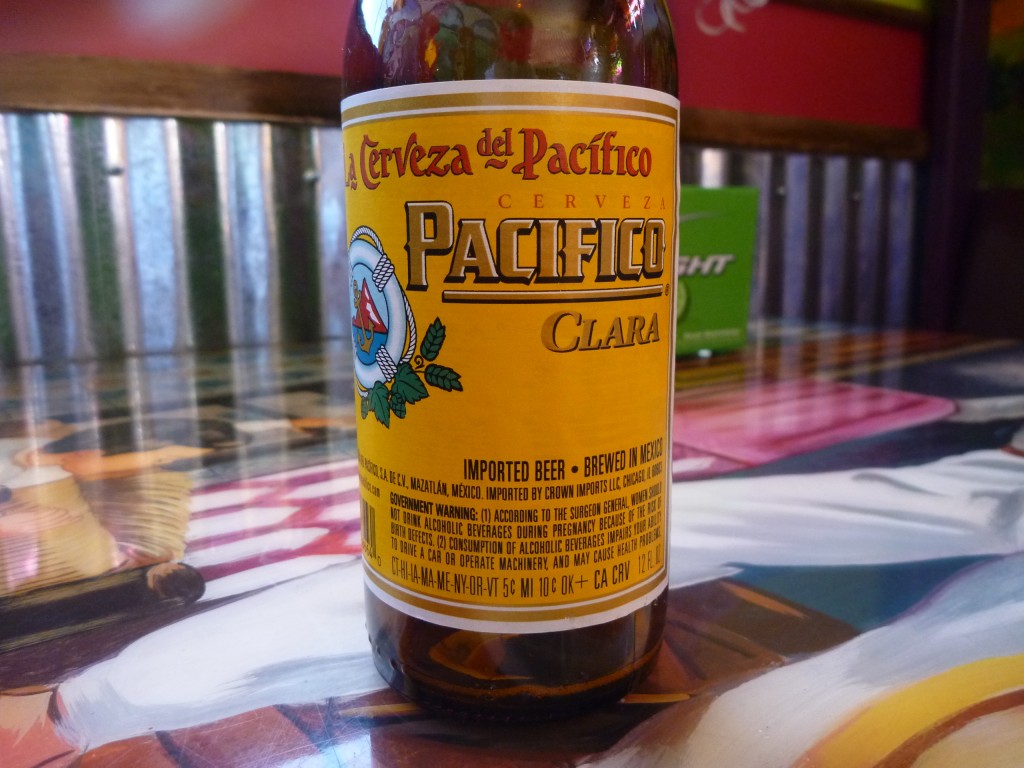 La Cerveza del Pacífico
CERVEZA
PACIFICO
CLARA
IMPORTED BEER • BREWED IN MEXICO
PACIFICO, S.A. DE C.V. MAZATLÁN, MÉXICO. IMPORTED BY CROWN IMPORTS LLC, CHICAGO, IL 60603
GOVERNMENT WARNING: (1) ACCORDING TO THE SURGEON GENERAL, WOMEN SHOULD
NOT DRINK ALCOHOLIC BEVERAGES DURING PREGNANCY BECAUSE OF THE RISK OF
BIRTH DEFECTS. (2) CONSUMPTION OF ALCOHOLIC BEVERAGES IMPAIRS YOUR ABILITY
TO DRIVE A CAR OR OPERATE MACHINERY, AND MAY CAUSE HEALTH PROBLEMS.
CT-HI-IA-MA-ME-NY-OR-VT 5¢ MI 10¢ OK+ CA CRV 12 FL. OZ.
GHT